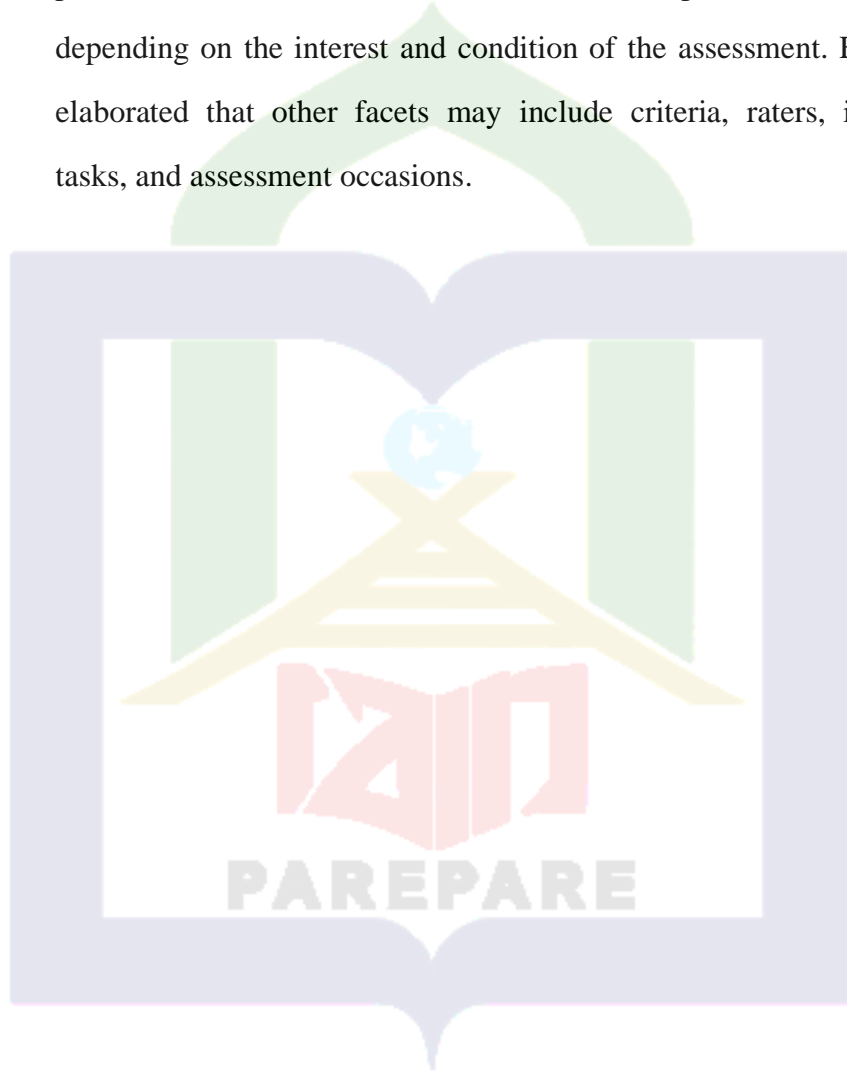 depending on the interest and condition of the assessment.
elaborated that other facets may include criteria, raters,
tasks, and assessment occasions.
iain
PAREPARE